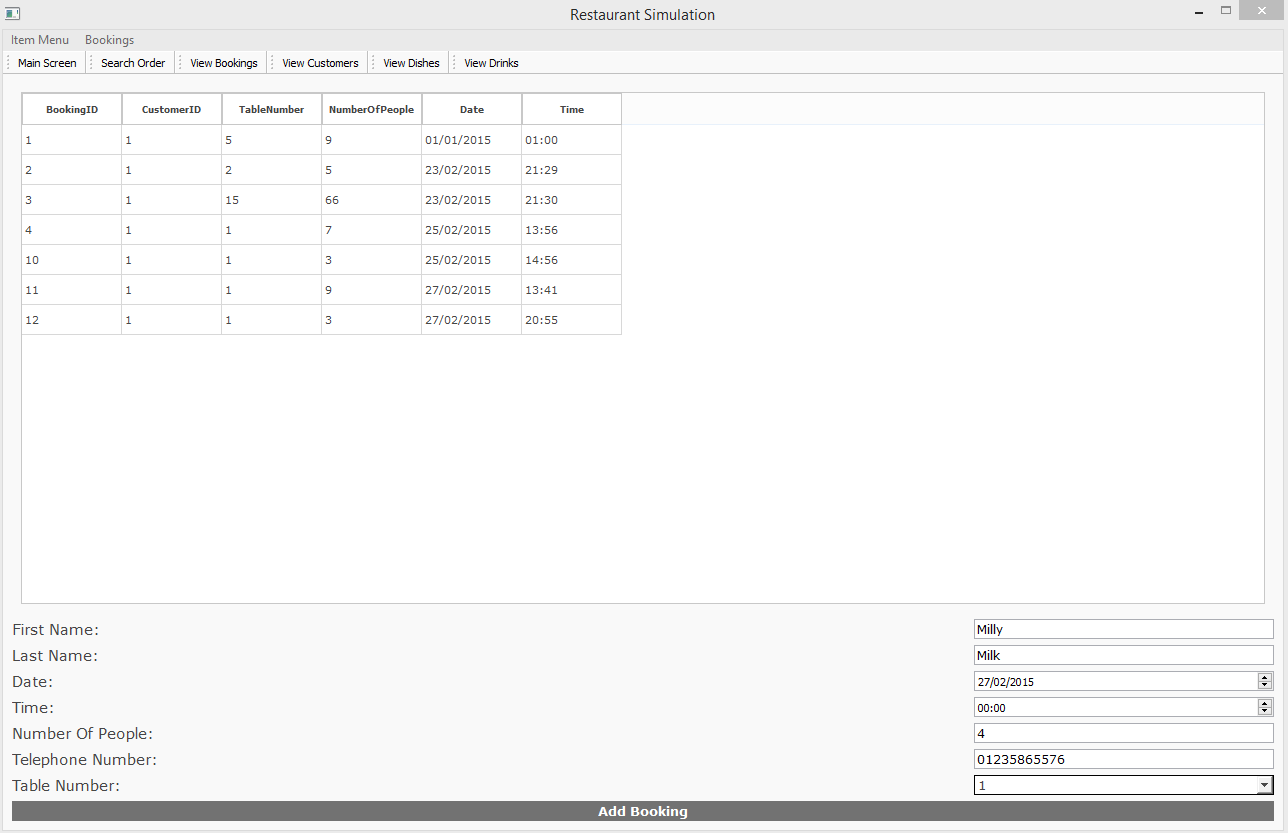 Restaurant Simulation
Item Menu Bookings
Main Screen Search Order View Bookings View Customers View Dishes View Drinks
BookingID CustomerID TableNumber NumberOfPeople Date Time
1 1 5 9 01/01/2015 01:00
2 1 2 5 23/02/2015 21:29
3 1 15 66 23/02/2015 21:30
4 1 1 7 25/02/2015 13:56
10 1 1 3 25/02/2015 14:56
11 1 1 9 27/02/2015 13:41
12 1 1 3 27/02/2015 20:55
First Name: Milly
Last Name: Milk
Date: 27/02/2015
Time: 00:00
Number Of People: 4
Telephone Number: 01235865576
Table Number: 1
Add Booking